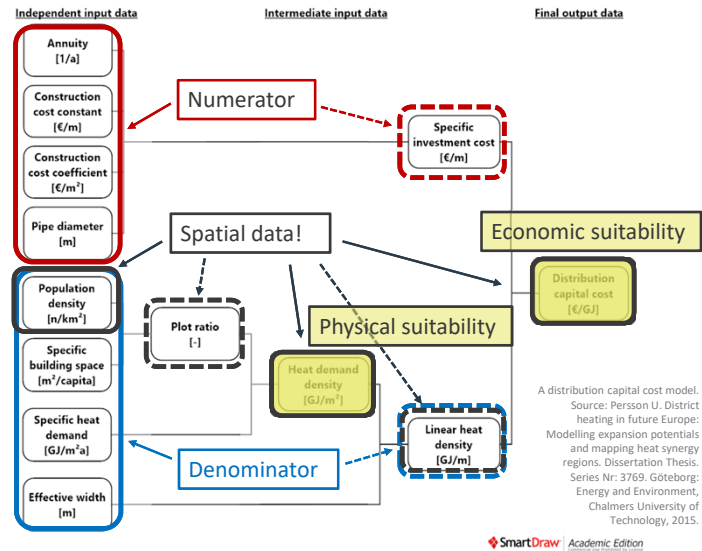 Independent input data
Intermediate input data
Final output data
Annuity
[1/a]
Construction
cost constant
[€/m]
Construction
cost coefficient
[€/m²]
Pipe diameter
[m]
Numerator
Specific
investment cost
[€/m]
Spatial data!
Economic suitability
Population
density
[n/km²]
Plot ratio
[-]
Physical suitability
Distribution
capital cost
[€/GJ]
Specific
building space
[m²/capita]
Heat demand
density
[GJ/m²]
Specific heat
demand
[GJ/m²a]
Denominator
Linear heat
density
[GJ/m]
Effective width
[m]
A distribution capital cost model.
Source: Persson U. District
heating in future Europe:
Modelling expansion potentials
and mapping heat synergy
regions. Dissertation Thesis.
Series Nr: 3769. Göteborg:
Energy and Environment,
Chalmers University of
Technology, 2015.
SmartDraw Academic Edition
Commercial Use Prohibited by License